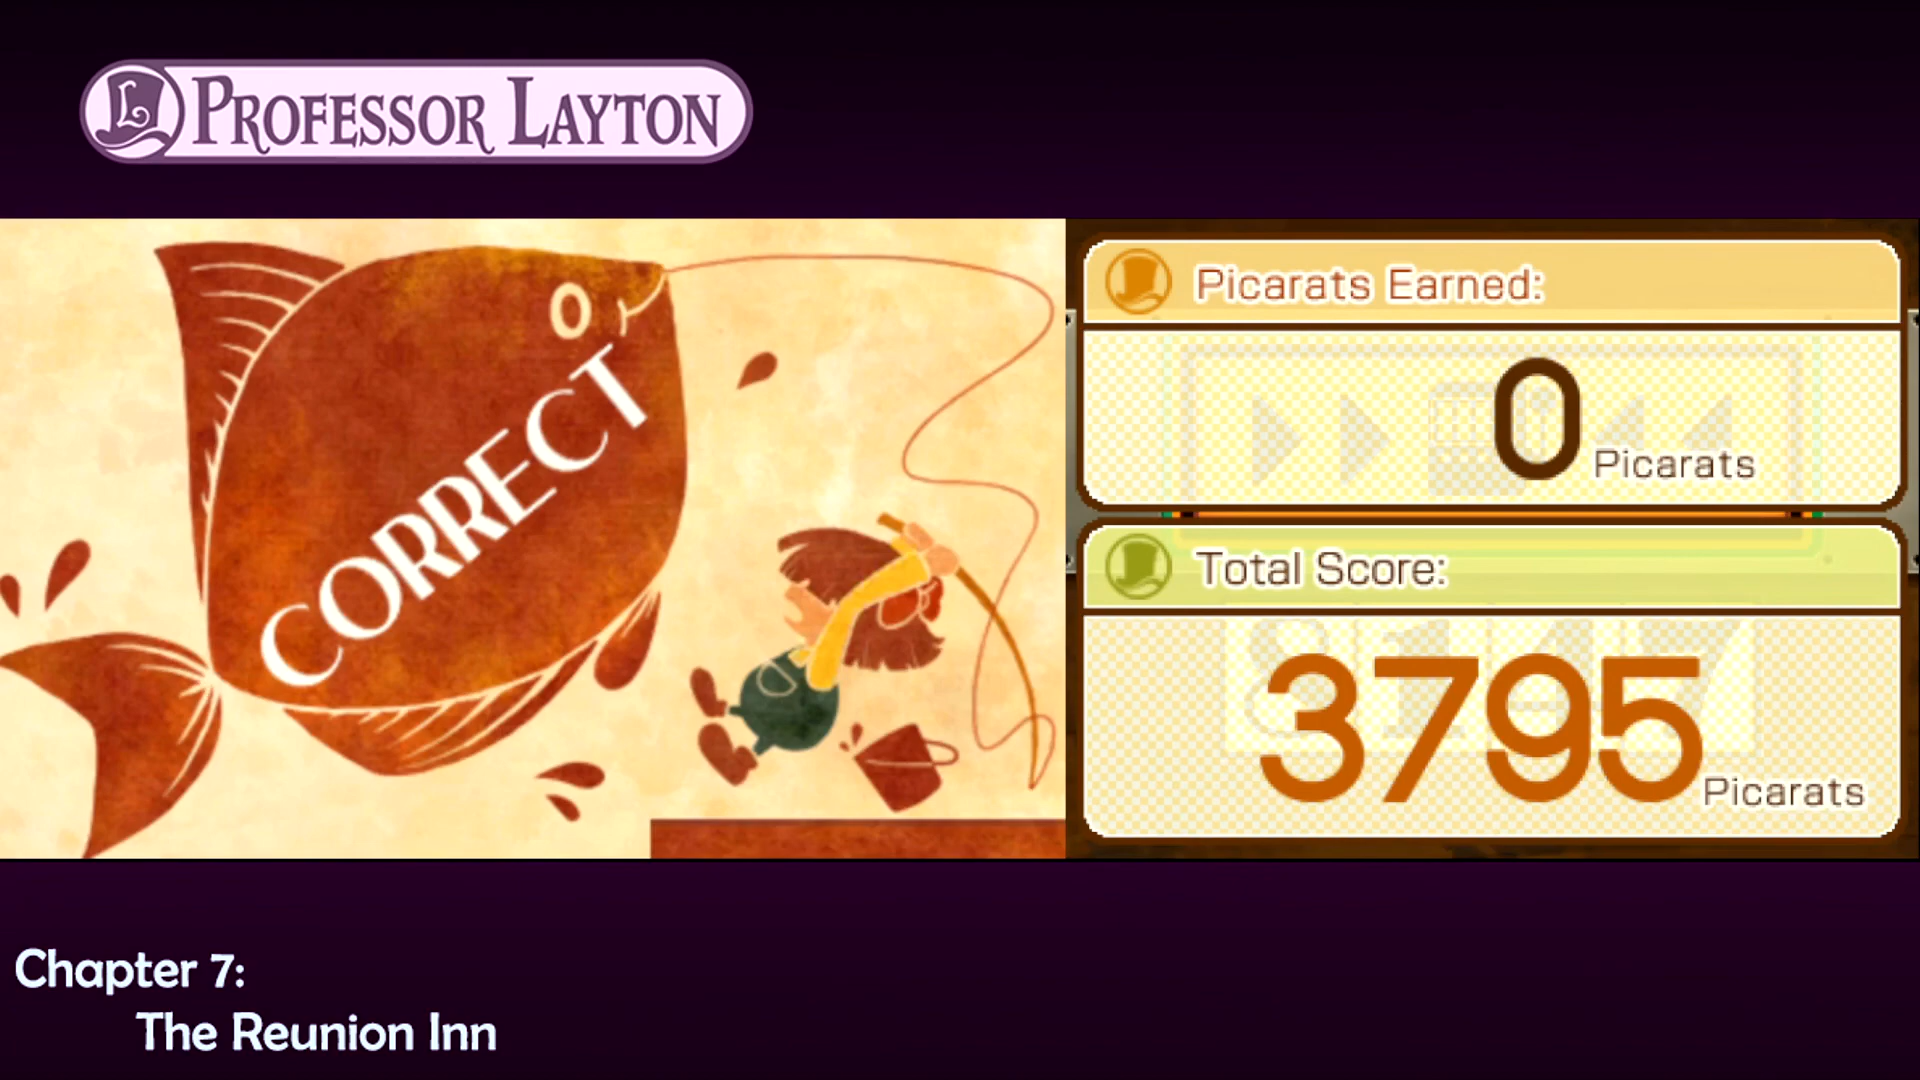 PROFESSOR LAYTON
CORRECT
Picarats Earned:
0 Picarats
Total Score:
3795 Picarats
Chapter 7:
The Reunion Inn